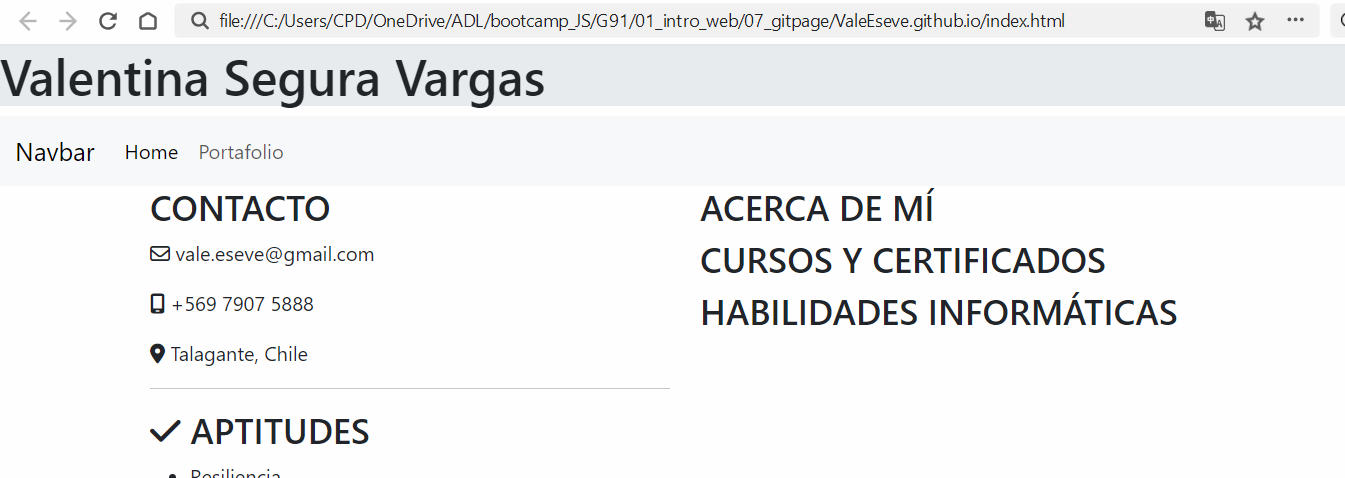 file:///C:/Users/CPD/OneDrive/ADL/bootcamp_JS/G91/01_intro_web/07_gitpage/ValeEseve.github.io/index.html
Valentina Segura Vargas
Navbar Home Portafolio
CONTACTO
vale.eseve@gmail.com
+569 7907 5888
Talagante, Chile
APTITUDES
Resiliencia
ACERCA DE MÍ
CURSOS Y CERTIFICADOS
HABILIDADES INFORMÁTICAS